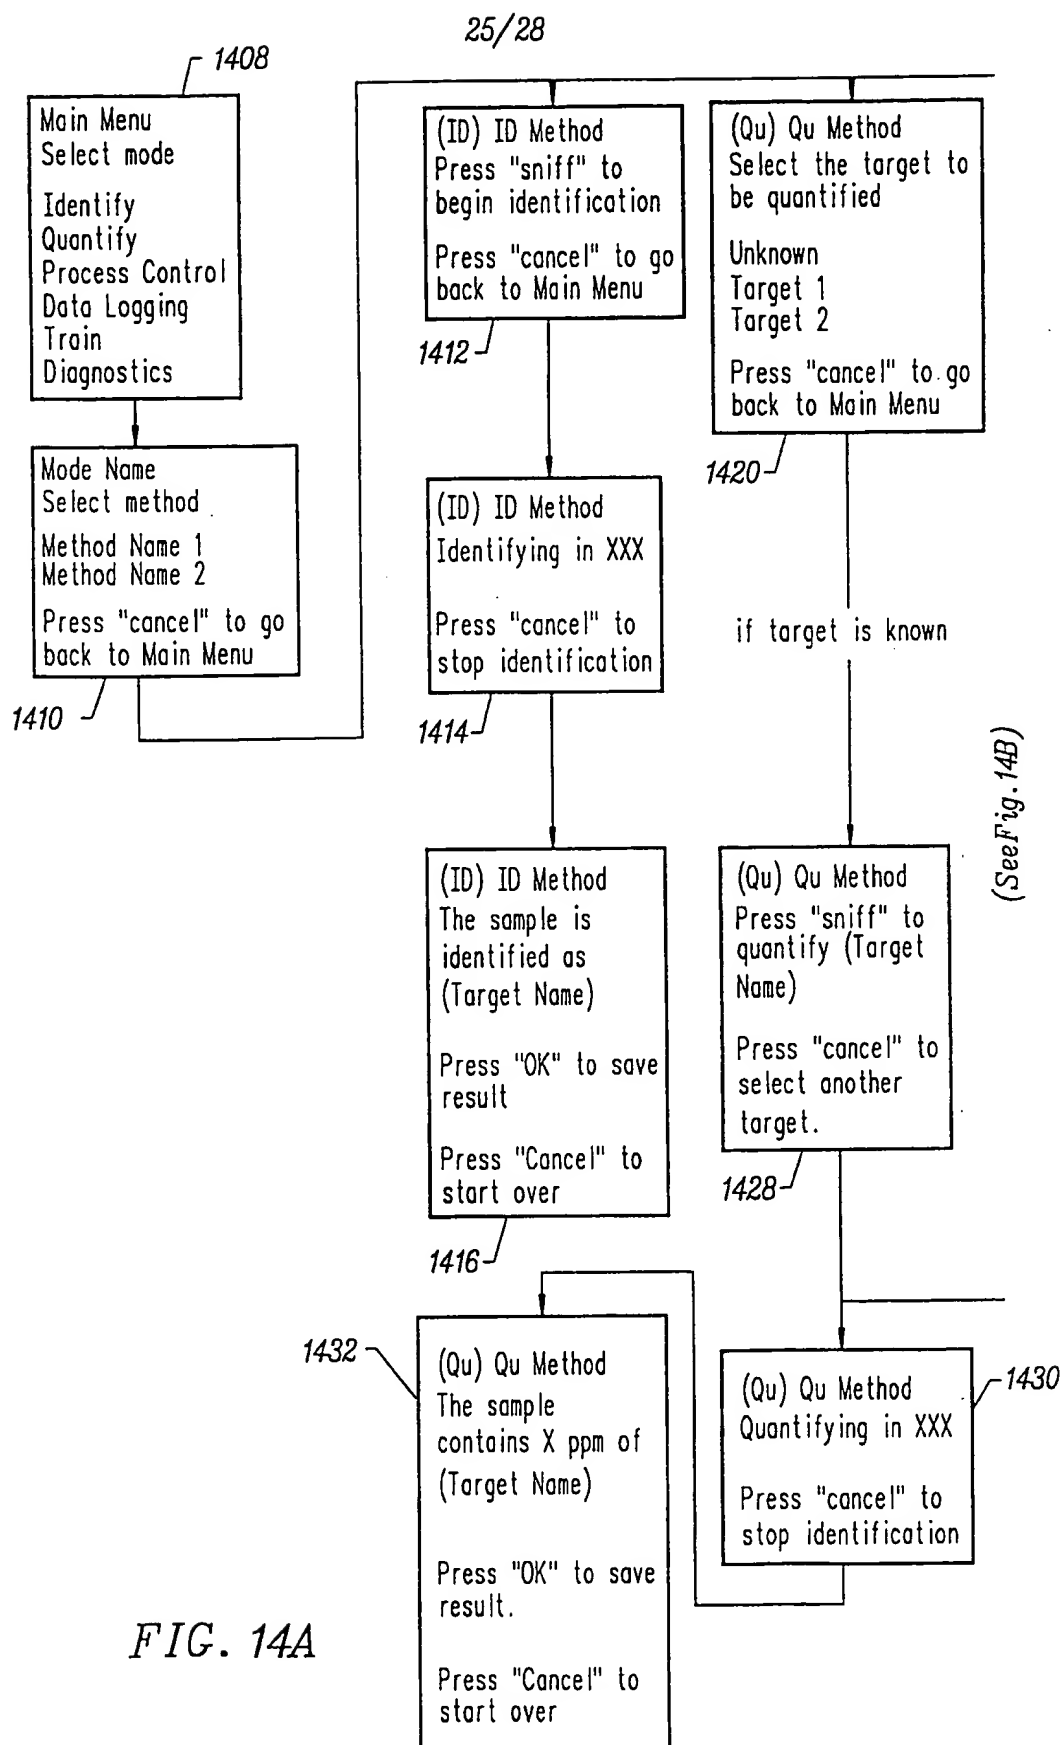 25/28
1408
Main Menu
Select mode
Identify
Quantify
Process Control
Data Logging
Train
Diagnostics
Mode Name
Select method
Method Name 1
Method Name 2
Press "cancel" to go
back to Main Menu
1410
(ID) ID Method
Press "sniff" to
begin identification
Press "cancel" to go
back to Main Menu
1412
(ID) ID Method
Identifying in XXX
Press "cancel" to
stop identification
1414
(ID) ID Method
The sample is
identified as
(Target Name)
Press "OK" to save
result
Press "Cancel" to
start over
1416
(Qu) Qu Method
Select the target to
be quantified
Unknown
Target 1
Target 2
Press "cancel" to go
back to Main Menu
1420
if target is known
(Qu) Qu Method
Press "sniff" to
quantify (Target
Name)
Press "cancel" to
select another
target.
1428
(See Fig. 14B)
(Qu) Qu Method
Quantifying in XXX
Press "cancel" to
stop identification
1430
1432
(Qu) Qu Method
The sample
contains X ppm of
(Target Name)
Press "OK" to save
result.
Press "Cancel" to
start over
FIG. 14A